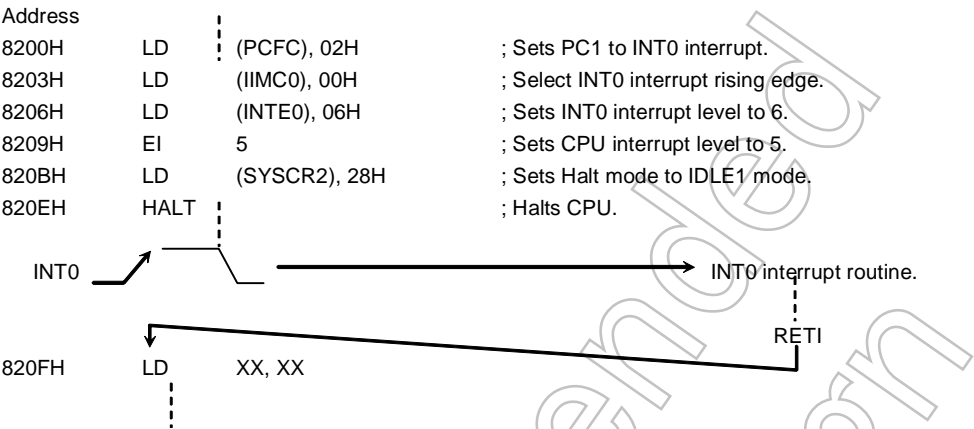 Address
8200H LD (PCFC), 02H ; Sets PC1 to INT0 interrupt.
8203H LD (IIMC0), 00H ; Select INT0 interrupt rising edge.
8206H LD (INTE0), 06H ; Sets INT0 interrupt level to 6.
8209H EI 5 ; Sets CPU interrupt level to 5.
820BH LD (SYSCR2), 28H ; Sets Halt mode to IDLE1 mode.
820EH HALT ; Halts CPU.
INT0 INT0 interrupt routine.
RETI
820FH LD XX, XX